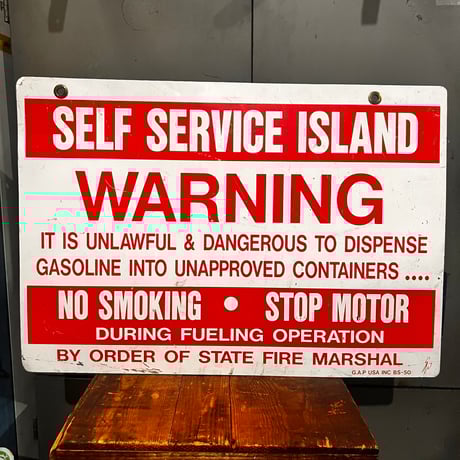 SELF SERVICE ISLAND
WARNING
IT IS UNLAWFUL & DANGEROUS TO DISPENSE
GASOLINE INTO UNAPPROVED CONTAINERS ....
NO SMOKING • STOP MOTOR
DURING FUELING OPERATION
BY ORDER OF STATE FIRE MARSHAL
G.A.P USA INC BS-50